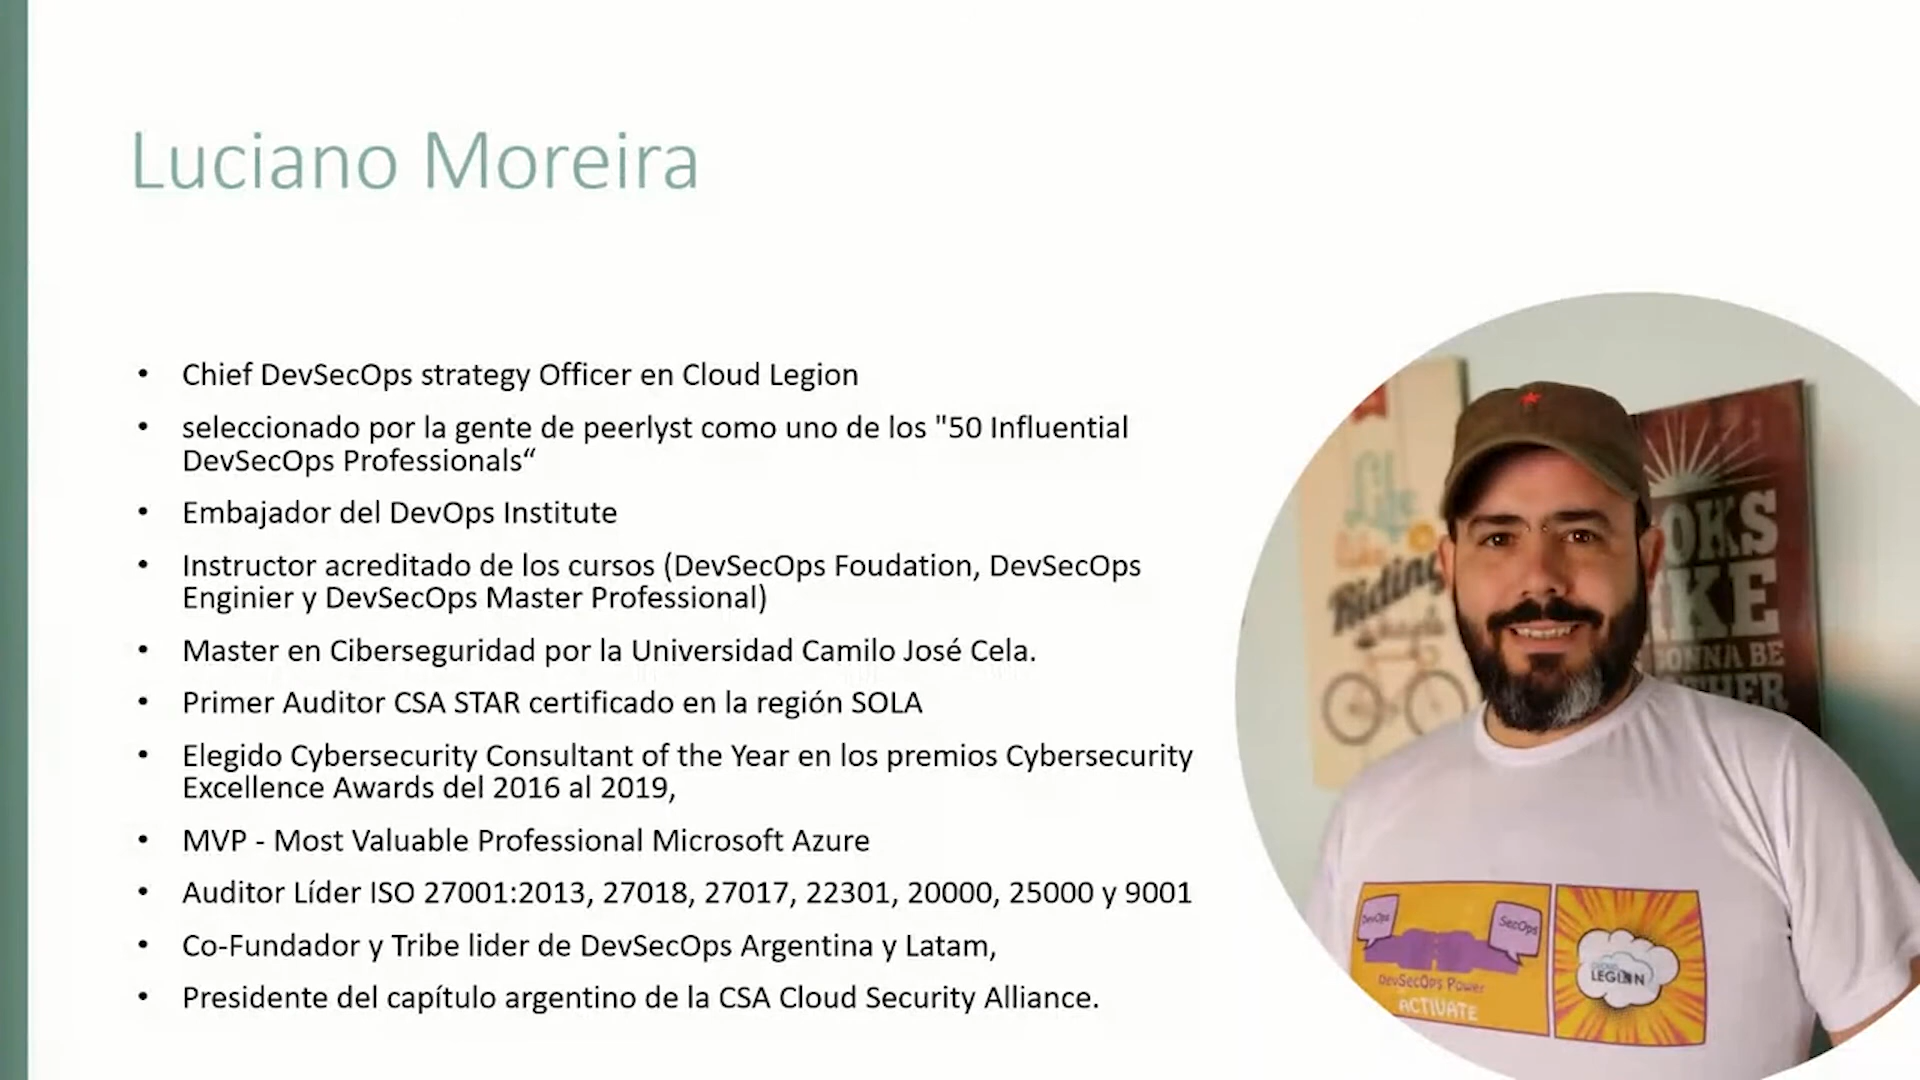 Luciano Moreira
• Chief DevSecOps strategy Officer en Cloud Legion
• seleccionado por la gente de peerlyst como uno de los "50 Influential
DevSecOps Professionals“
• Embajador del DevOps Institute
• Instructor acreditado de los cursos (DevSecOps Foudation, DevSecOps
Enginier y DevSecOps Master Professional)
• Master en Ciberseguridad por la Universidad Camilo José Cela.
• Primer Auditor CSA STAR certificado en la región SOLA
• Elegido Cybersecurity Consultant of the Year en los premios Cybersecurity
Excellence Awards del 2016 al 2019,
• MVP - Most Valuable Professional Microsoft Azure
• Auditor Líder ISO 27001:2013, 27018, 27017, 22301, 20000, 25000 y 9001
• Co-Fundador y Tribe lider de DevSecOps Argentina y Latam,
• Presidente del capítulo argentino de la CSA Cloud Security Alliance.
Life
Riding
GONNA BE
DevOps
SecOps
DevSecOps Power
ACTIVATE
LEGION